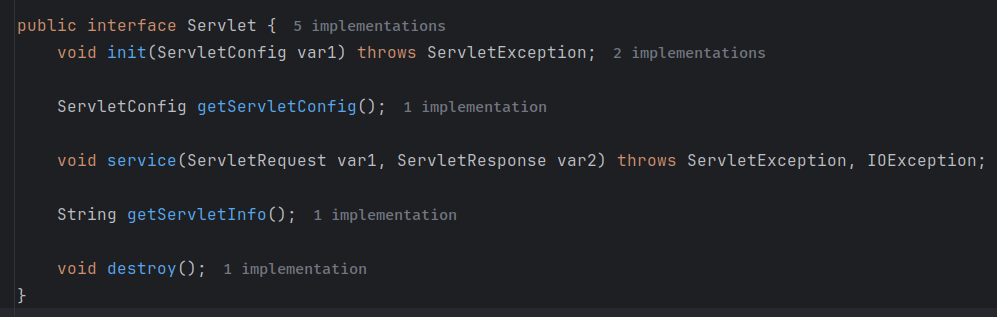 public interface Servlet { 5 implementations
void init(ServletConfig var1) throws ServletException; 2 implementations
ServletConfig getServletConfig(); 1 implementation
void service(ServletRequest var1, ServletResponse var2) throws ServletException, IOException;
String getServletInfo(); 1 implementation
void destroy(); 1 implementation
}